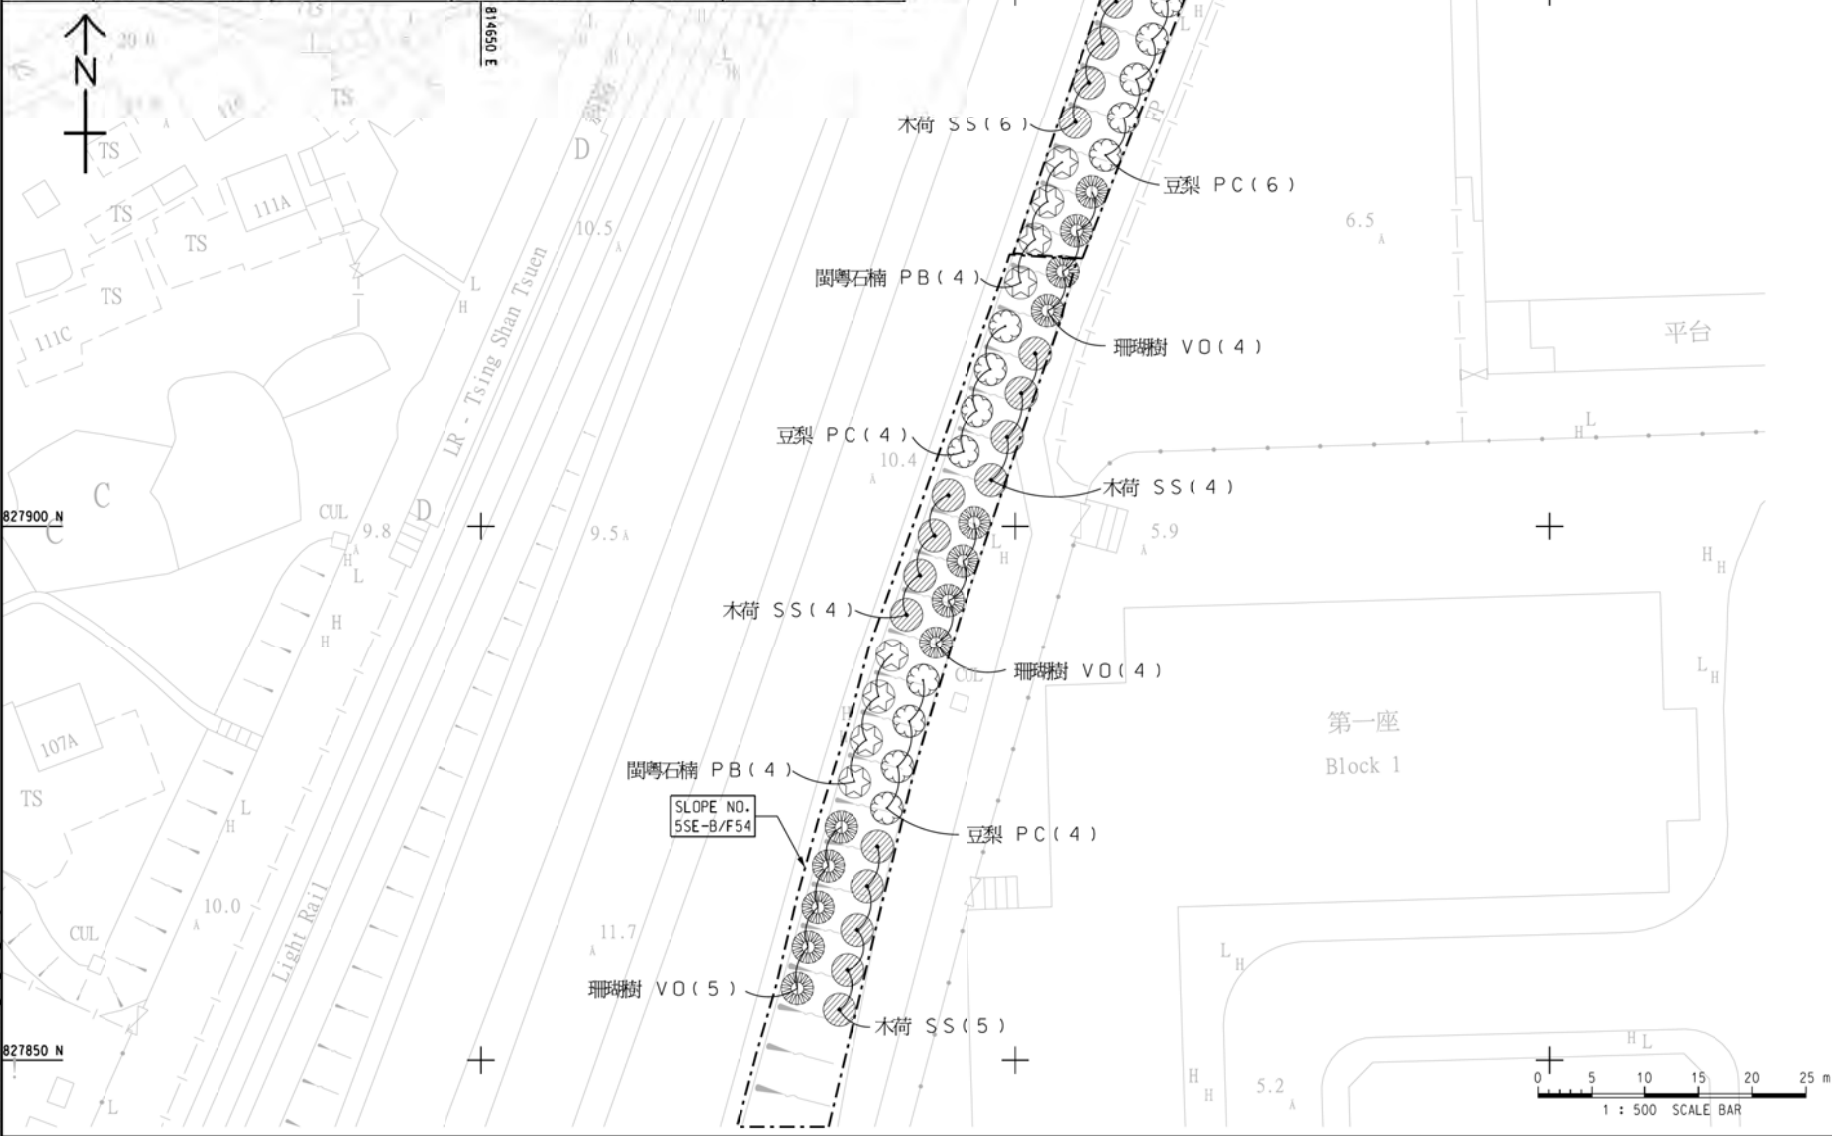 814650 E
20.0
N
TS
TS
TS
TS
TS
111A
111C
D
10.5
LR - Tsing Shan Tsuen
木荷 SS(6)
FP
L
H
豆梨 PC(6)
6.5
L
H
閩粵石楠 PB(4)
珊瑚樹 VO(4)
平台
豆梨 PC(4)
10.4
木荷 SS(4)
H
L
C
C
827900 N
CUL
9.8
D
9.5
H
L
L
H
5.9
H
H
木荷 SS(4)
H
H
珊瑚樹 VO(4)
CUL
L
H
H
第一座
Block 1
107A
TS
閩粵石楠 PB(4)
L
H
SLOPE NO.
5SE-B/F54
豆梨 PC(4)
10.0
Light Rail
CUL
11.7
L
H
珊瑚樹 VO(5)
木荷 SS(5)
827850 N
H
L
H
H
5.2
L
0 5 10 15 20 25 m
1 : 500 SCALE BAR